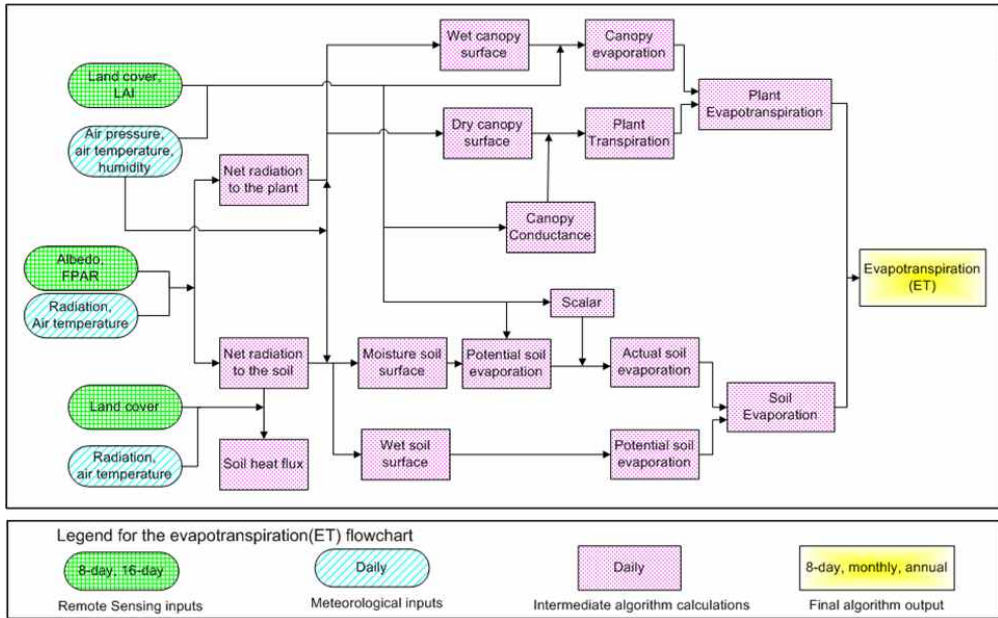 Wet canopy
surface
Canopy
evaporation
Land cover,
LAI
Plant
Evapotranspiration
Air pressure,
air temperature,
humidity
Dry canopy
surface
Plant
Transpiration
Net radiation
to the plant
Canopy
Conductance
Albedo,
FPAR
Radiation,
Air temperature
Evapotranspiration
(ET)
Scalar
Net radiation
to the soil
Moisture soil
surface
Potential soil
evaporation
Actual soil
evaporation
Land cover
Soil
Evaporation
Radiation,
air temperature
Soil heat flux
Wet soil
surface
Potential soil
evaporation
Legend for the evapotranspiration(ET) flowchart
8-day, 16-day
Daily
Daily
8-day, monthly, annual
Remote Sensing inputs
Meteorological inputs
Intermediate algorithm calculations
Final algorithm output